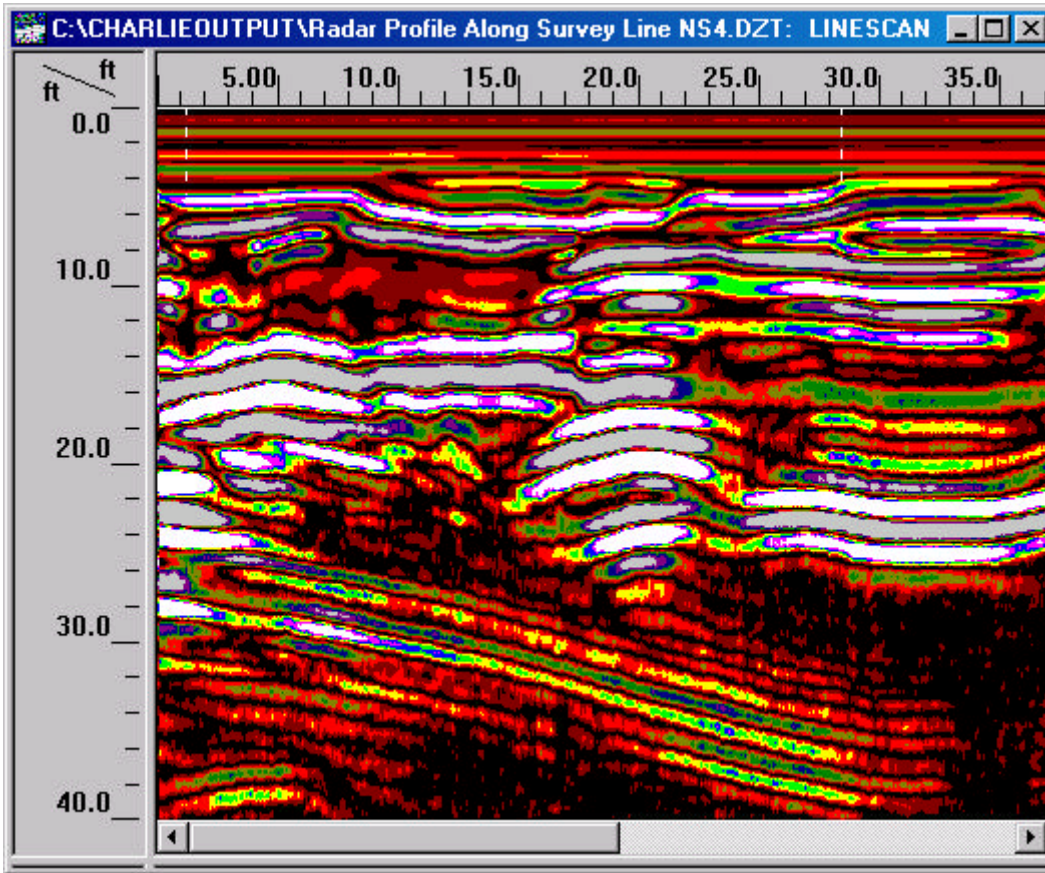 C:\CHARLIEOUTPUT\Radar Profile Along Survey Line NS4.DZT: LINESCAN
ft
ft
5.00 10.0 15.0 20.0 25.0 30.0 35.0
0.0
10.0
20.0
30.0
40.0